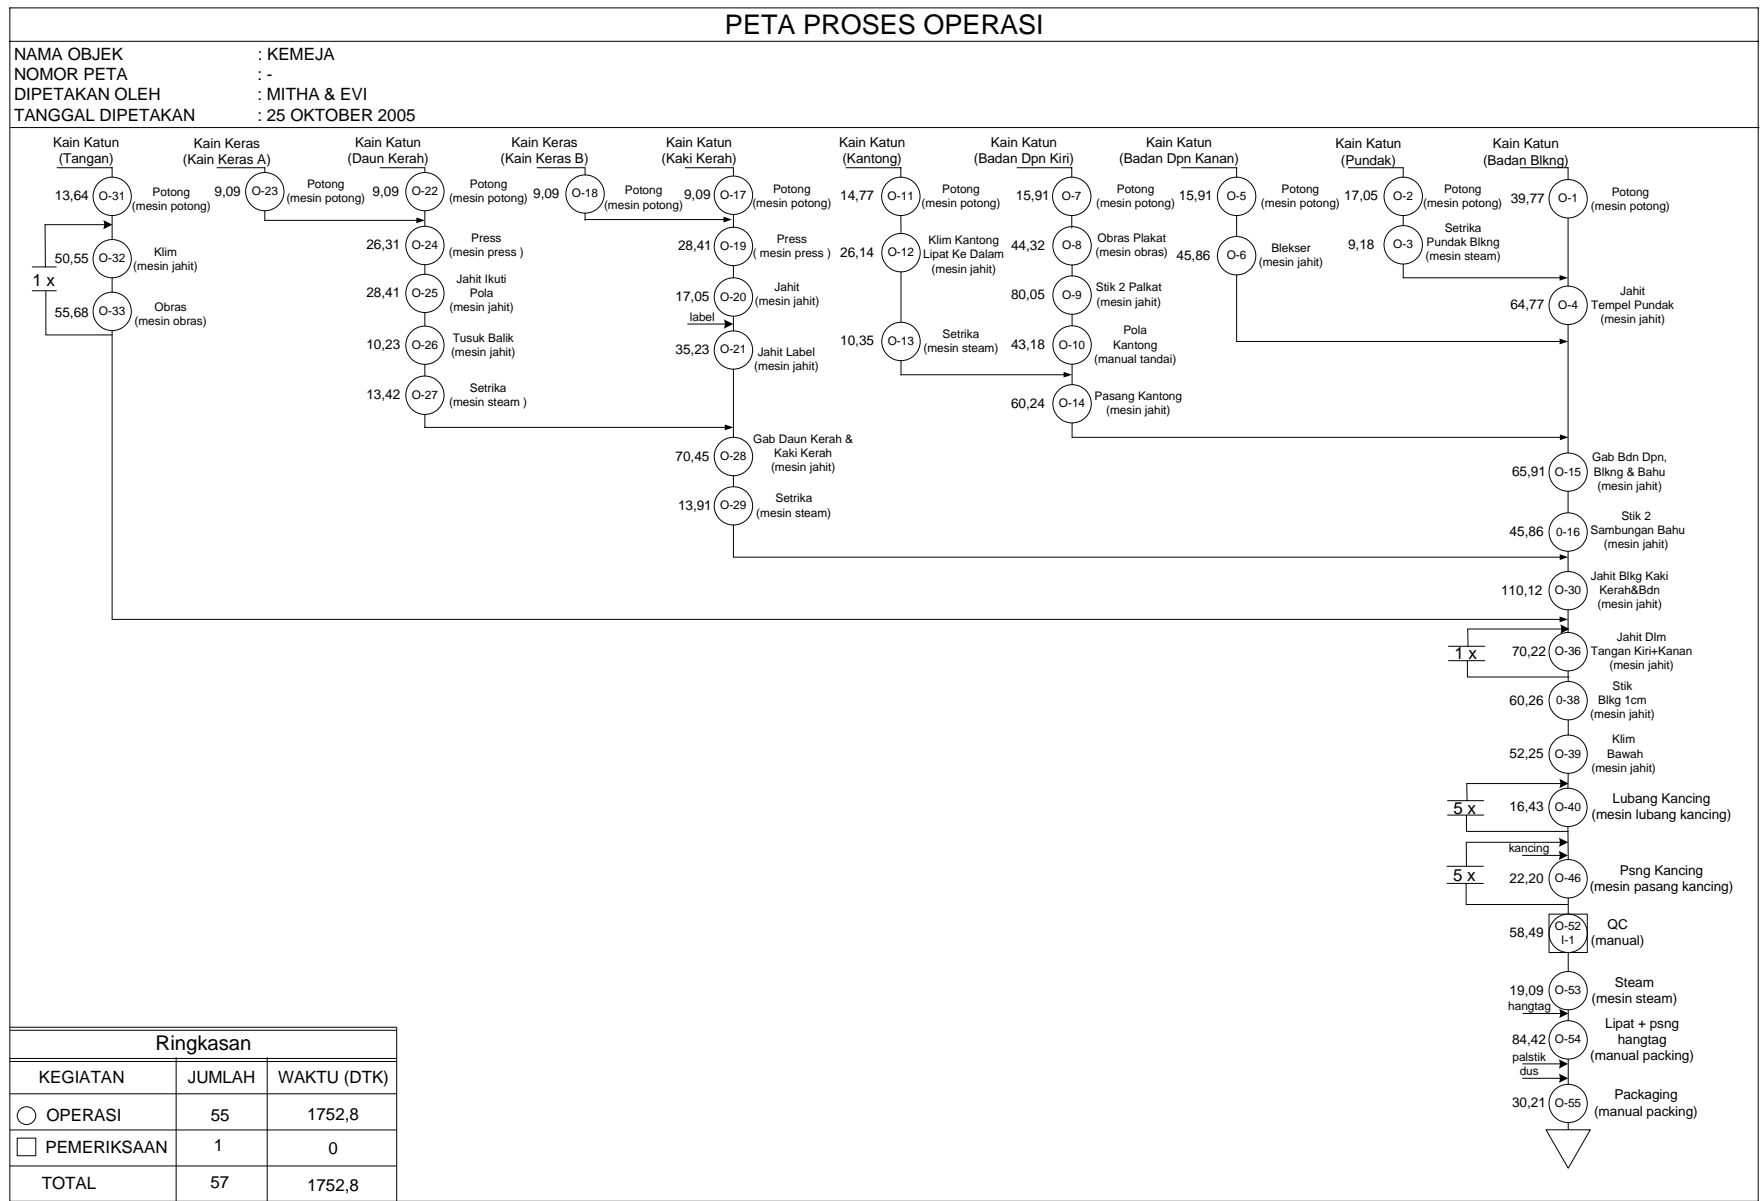 PETA PROSES OPERASI
NAMA OBJEK : KEMEJA
NOMOR PETA : -
DIPETAKAN OLEH : MITHA & EVI
TANGGAL DIPETAKAN : 25 OKTOBER 2005
Kain Katun
(Tangan)
13,64 O-31 Potong
(mesin potong)
50,55 O-32 Klim
(mesin jahit)
1 x
55,68 O-33 Obras
(mesin obras)
Kain Keras
(Kain Keras A)
9,09 O-23 Potong
(mesin potong)
Kain Katun
(Daun Kerah)
9,09 O-22 Potong
(mesin potong)
26,31 O-24 Press
(mesin press )
28,41 O-25 Jahit Ikuti
Pola
(mesin jahit)
10,23 O-26 Tusuk Balik
(mesin jahit)
13,42 O-27 Setrika
(mesin steam )
Kain Keras
(Kain Keras B)
9,09 O-18 Potong
(mesin potong)
Kain Katun
(Kaki Kerah)
9,09 O-17 Potong
(mesin potong)
28,41 O-19 Press
( mesin press )
17,05 O-20 Jahit
(mesin jahit)
label
35,23 O-21 Jahit Label
(mesin jahit)
70,45 O-28 Gab Daun Kerah &
Kaki Kerah
(mesin jahit)
13,91 O-29 Setrika
(mesin steam)
Kain Katun
(Kantong)
14,77 O-11 Potong
(mesin potong)
26,14 O-12 Klim Kantong
Lipat Ke Dalam
(mesin jahit)
10,35 O-13 Setrika
(mesin steam)
Kain Katun
(Badan Dpn Kiri)
15,91 O-7 Potong
(mesin potong)
44,32 O-8 Obras Plakat
(mesin obras)
80,05 O-9 Stik 2 Palkat
(mesin jahit)
43,18 O-10 Pola
Kantong
(manual tandai)
60,24 O-14 Pasang Kantong
(mesin jahit)
Kain Katun
(Badan Dpn Kanan)
15,91 O-5 Potong
(mesin potong)
45,86 O-6 Blekser
(mesin jahit)
Kain Katun
(Pundak)
17,05 O-2 Potong
(mesin potong)
9,18 O-3 Setrika
Pundak Blkng
(mesin steam)
Kain Katun
(Badan Blkng)
39,77 O-1 Potong
(mesin potong)
64,77 O-4 Jahit
Tempel Pundak
(mesin jahit)
65,91 O-15 Gab Bdn Dpn,
Blkng & Bahu
(mesin jahit)
45,86 0-16 Stik 2
Sambungan Bahu
(mesin jahit)
110,12 O-30 Jahit Blkg Kaki
Kerah&Bdn
(mesin jahit)
1 x 70,22 O-36 Jahit Dlm
Tangan Kiri+Kanan
(mesin jahit)
60,26 0-38 Stik
Blkg 1cm
(mesin jahit)
52,25 O-39 Klim
Bawah
(mesin jahit)
5 x 16,43 O-40 Lubang Kancing
(mesin lubang kancing)
kancing
5 x 22,20 O-46 Psng Kancing
(mesin pasang kancing)
58,49 O-52
I-1 QC
(manual)
19,09 O-53 Steam
(mesin steam)
hangtag
84,42 O-54 Lipat + psng
hangtag
(manual packing)
palstik
dus
30,21 O-55 Packaging
(manual packing)
Ringkasan
KEGIATAN JUMLAH WAKTU (DTK)
OPERASI 55 1752,8
PEMERIKSAAN 1 0
TOTAL 57 1752,8